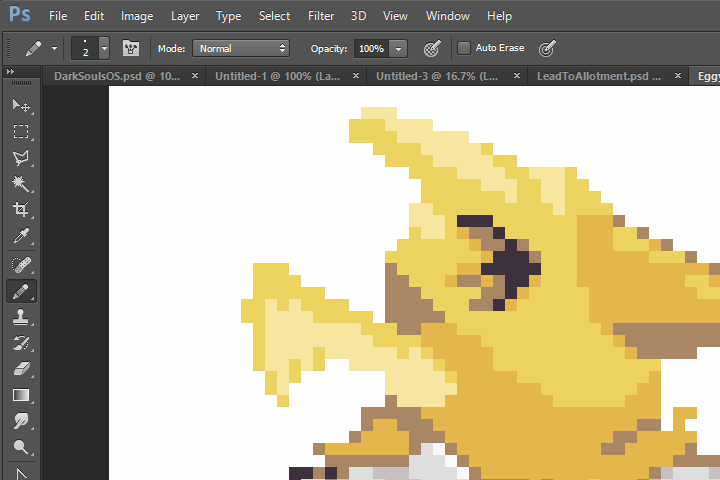 Ps File Edit Image Layer Type Select Filter 3D View Window Help
2 Mode: Normal Opacity: 100% Auto Erase
DarkSoulsOS.psd @ 10... × Untitled-1 @ 100% (La... × Untitled-3 @ 16.7% (L... × LeadToAllotment.psd ... × Eggy